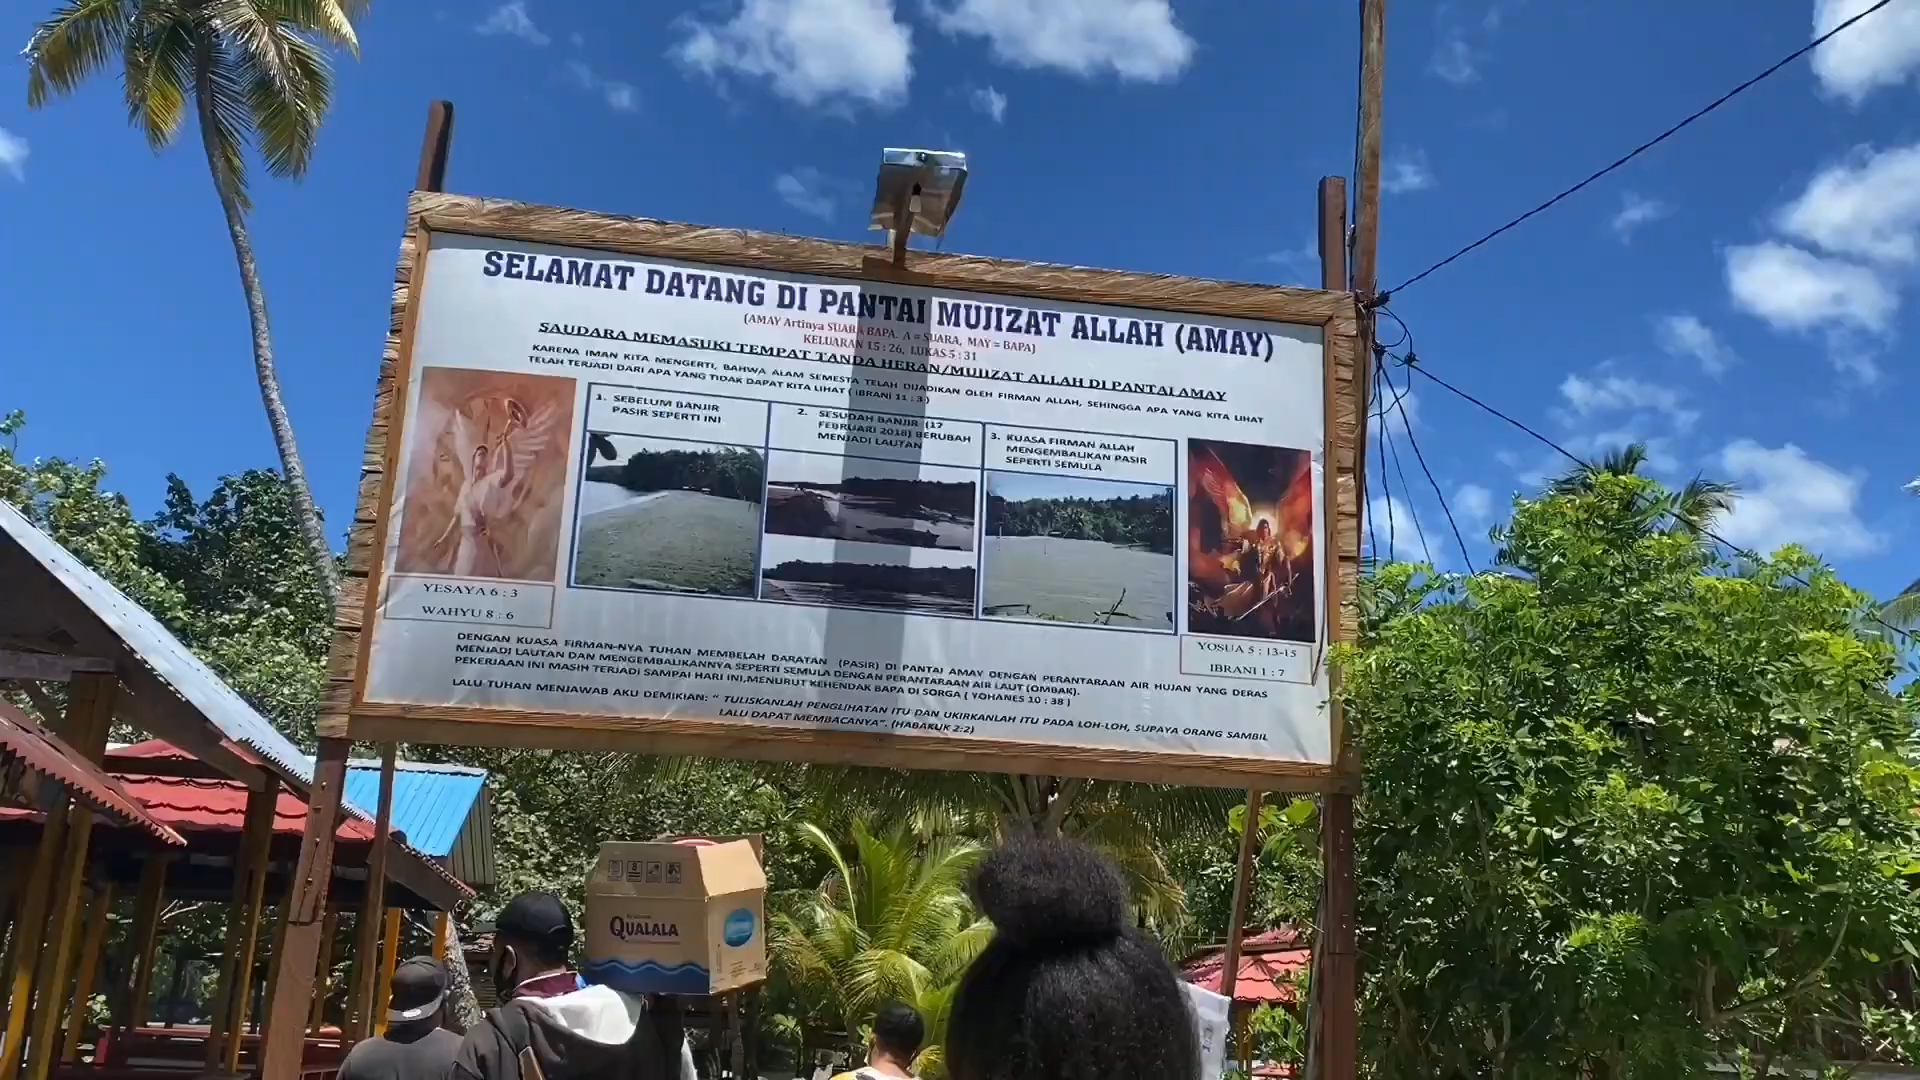 SELAMAT DATANG DI PANTAI MUJIZAT ALLAH (AMAY)
(AMAY Artinya SUARA BAPA. A = SUARA, MAY = BAPA)
KELUARAN 15 : 26, LUKAS 5 : 31
SAUDARA MEMASUKI TEMPAT TANDA HERAN/MUJIZAT ALLAH DI PANTAI AMAY
KARENA IMAN KITA MENGERTI, BAHWA ALAM SEMESTA TELAH DIJADIKAN OLEH FIRMAN ALLAH, SEHINGGA APA YANG KITA LIHAT
TELAH TERJADI DARI APA YANG TIDAK DAPAT KITA LIHAT ( IBRANI 11 : 3 )
1. SEBELUM BANJIR
PASIR SEPERTI INI
2. SESUDAH BANJIR (17
FEBRUARI 2018) BERUBAH
MENJADI LAUTAN
3. KUASA FIRMAN ALLAH
MENGEMBALIKAN PASIR
SEPERTI SEMULA
YESAYA 6 : 3
WAHYU 8 : 6
YOSUA 5 : 13-15
IBRANI 1 : 7
DENGAN KUASA FIRMAN-NYA TUHAN MEMBELAH DARATAN (PASIR) DI PANTAI AMAY DENGAN PERANTARAAN AIR HUJAN YANG DERAS
MENJADI LAUTAN DAN MENGEMBALIKANNYA SEPERTI SEMULA DENGAN PERANTARAAN AIR LAUT (OMBAK).
PEKERJAAN INI MASIH TERJADI SAMPAI HARI INI,MENURUT KEHENDAK BAPA DI SORGA ( YOHANES 10 : 38 )
LALU TUHAN MENJAWAB AKU DEMIKIAN: " TULISKANLAH PENGLIHATAN ITU DAN UKIRKANLAH ITU PADA LOH-LOH, SUPAYA ORANG SAMBIL
LALU DAPAT MEMBACANYA". (HABAKUK 2:2)
QUALALA